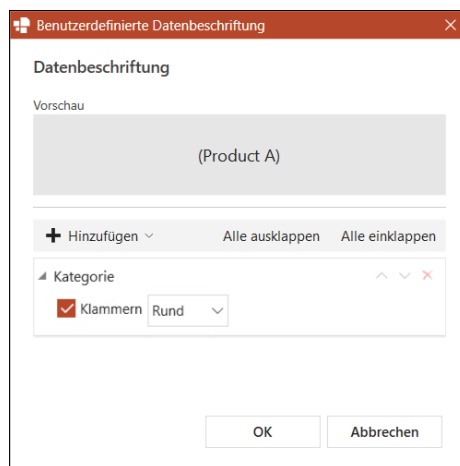 Benutzerdefinierte Datenbeschriftung
Datenbeschriftung
Vorschau
(Product A)
Hinzufügen Alle ausklappen Alle einklappen
Kategorie
Klammern Rund
OK Abbrechen